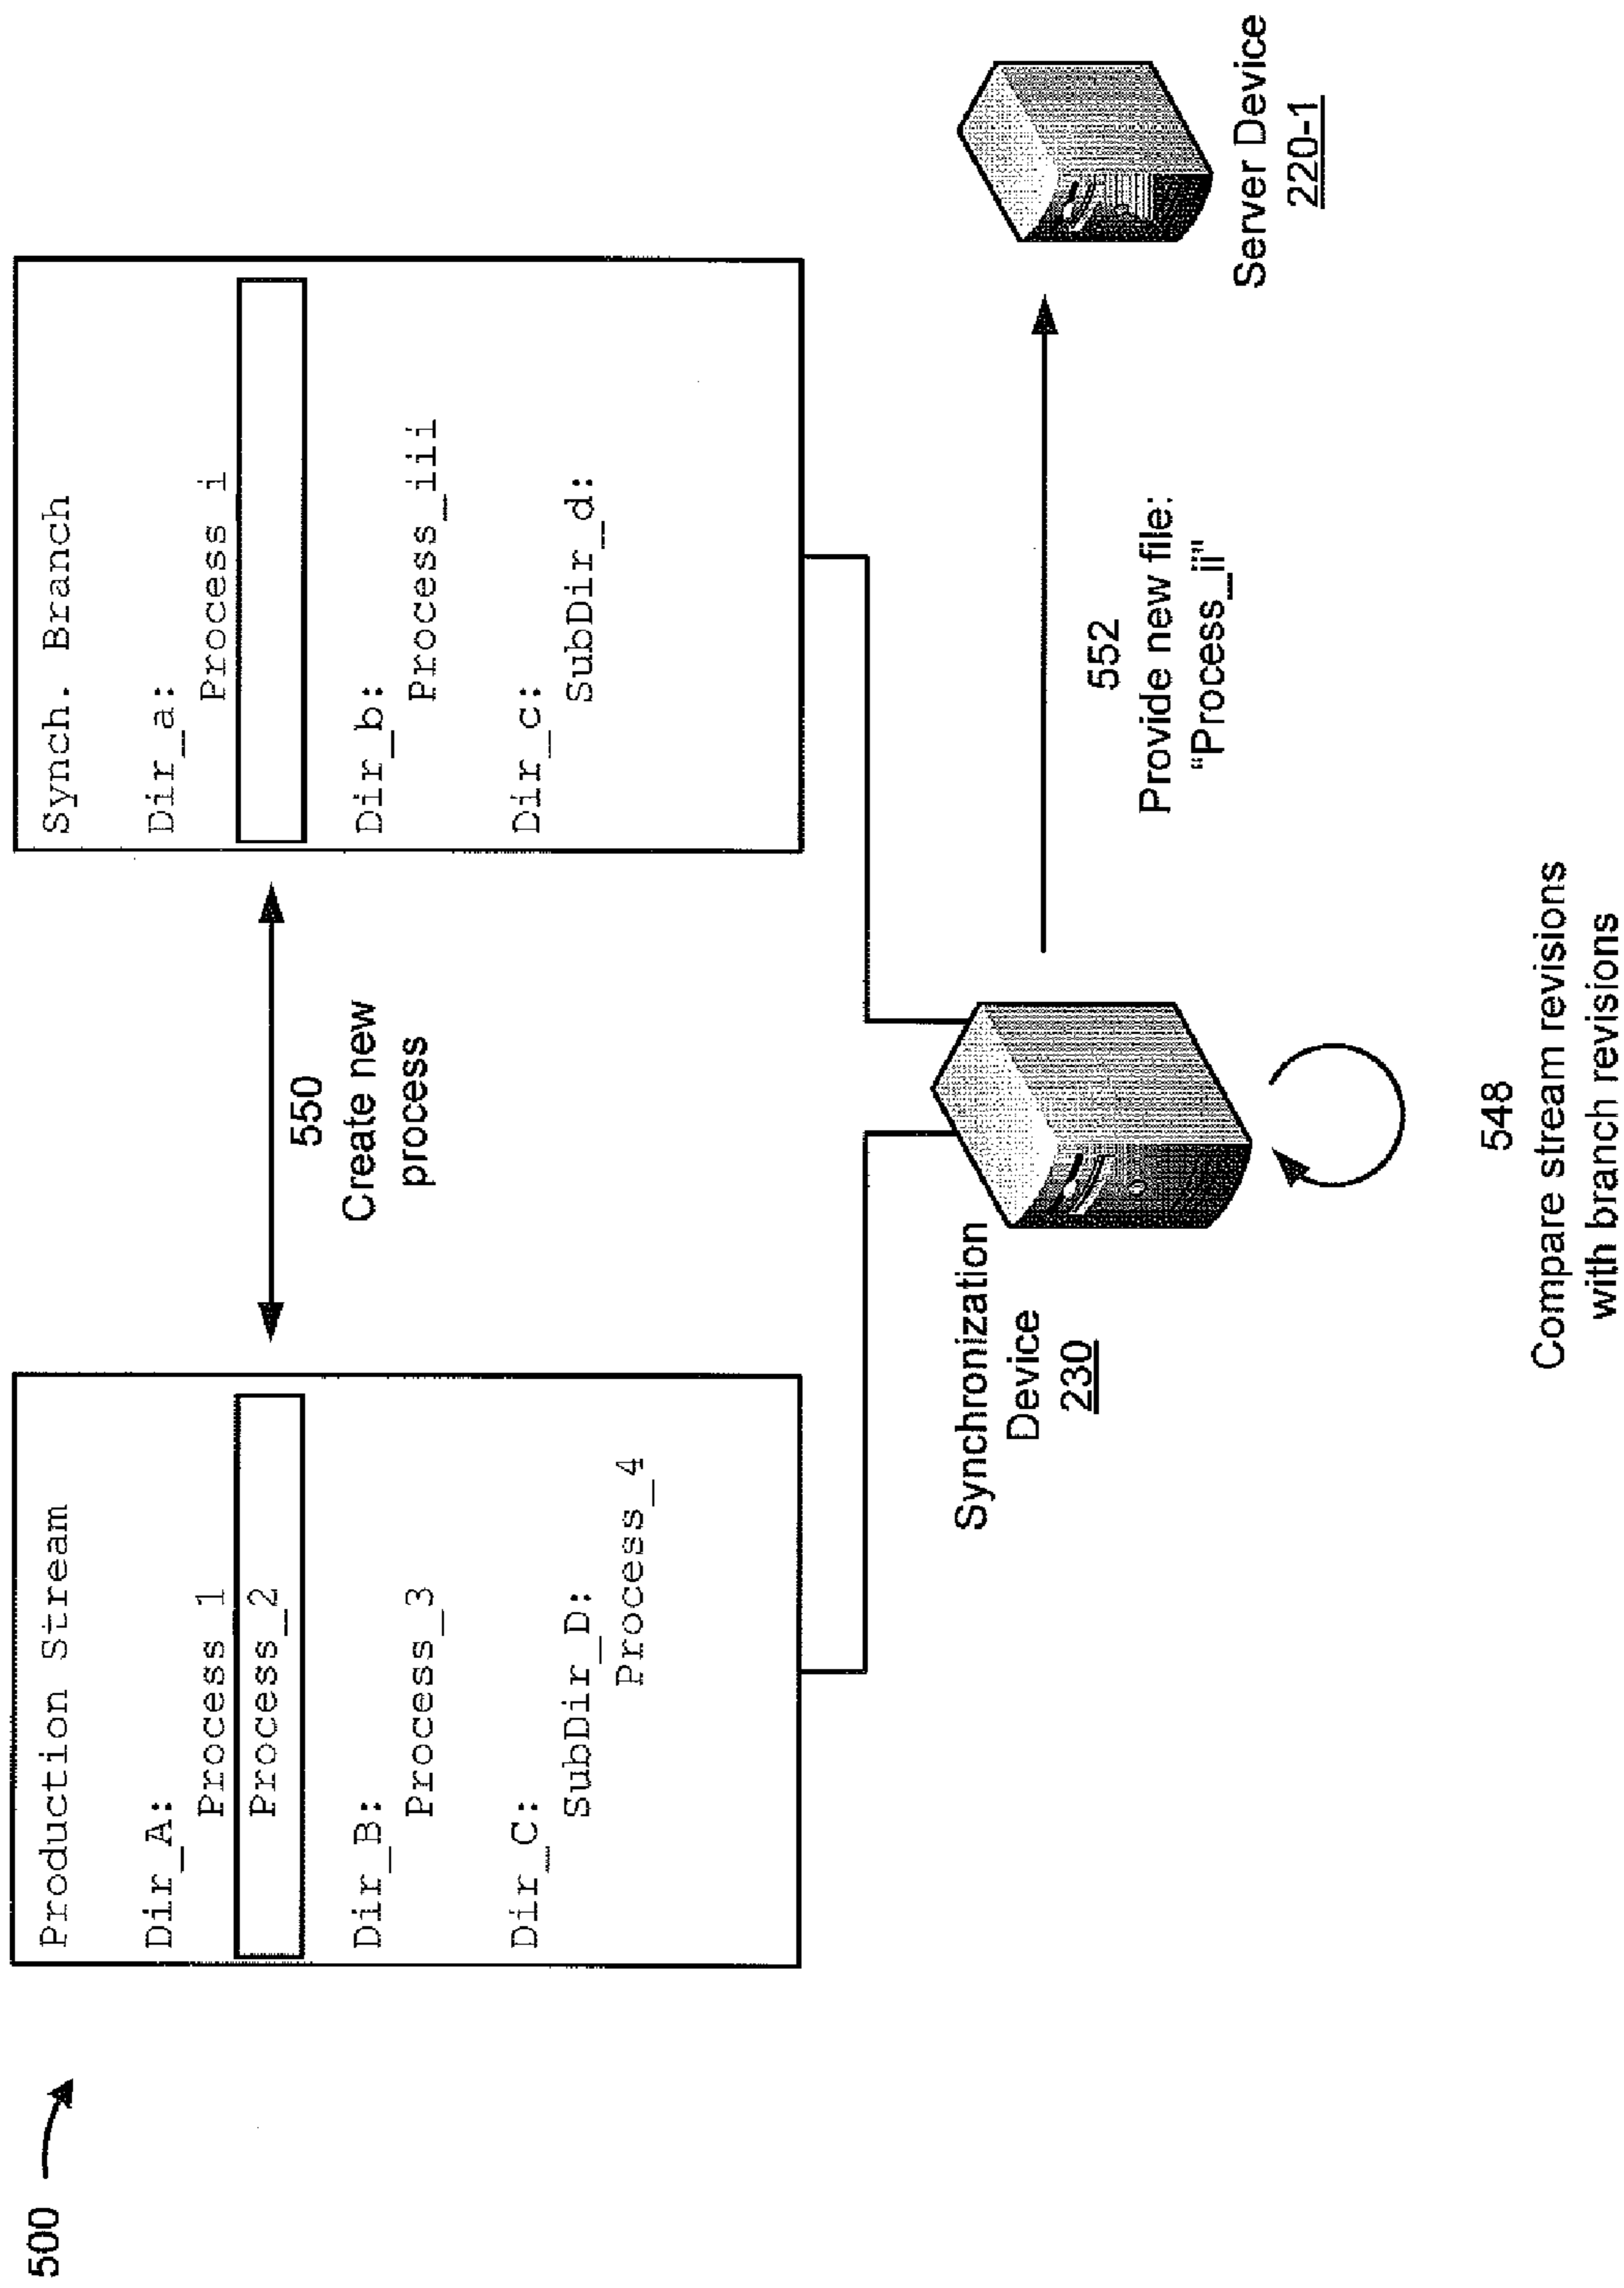 500
Production Stream
Dir_A:
Process_1
Process_2
Dir_B:
Process_3
Dir_C:
SubDir_D:
Process_4
550
Create new
process
Synch. Branch
Dir_a:
Process_i
Dir_b:
Process_iii
Dir_c:
SubDir_d:
Synchronization
Device
230
552
Provide new file:
“Process_ii”
Server Device
220-1
548
Compare stream revisions
with branch revisions